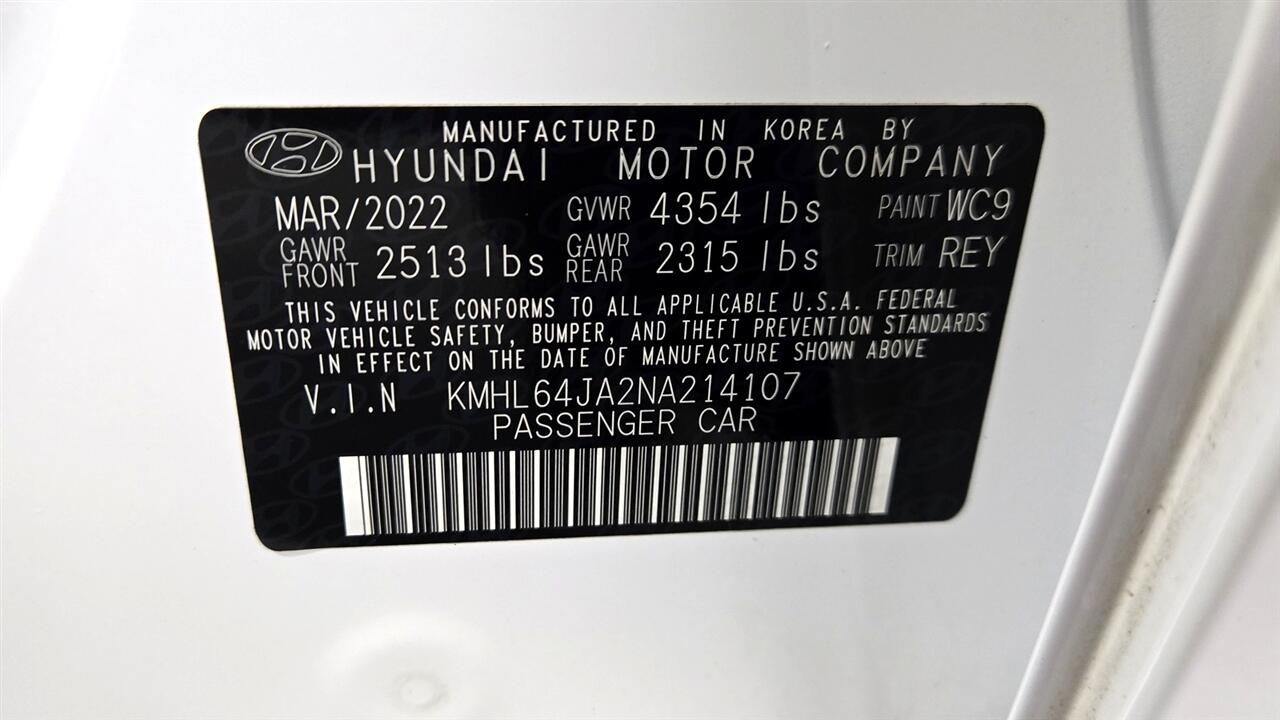 MANUFACTURED IN KOREA BY
HYUNDAI MOTOR COMPANY
MAR/2022 GVWR 4354 lbs PAINT WC9
GAWR FRONT 2513 lbs GAWR REAR 2315 lbs TRIM REY
THIS VEHICLE CONFORMS TO ALL APPLICABLE U.S.A. FEDERAL
MOTOR VEHICLE SAFETY, BUMPER, AND THEFT PREVENTION STANDARDS
IN EFFECT ON THE DATE OF MANUFACTURE SHOWN ABOVE
V.I.N KMHL64JA2NA214107
PASSENGER CAR